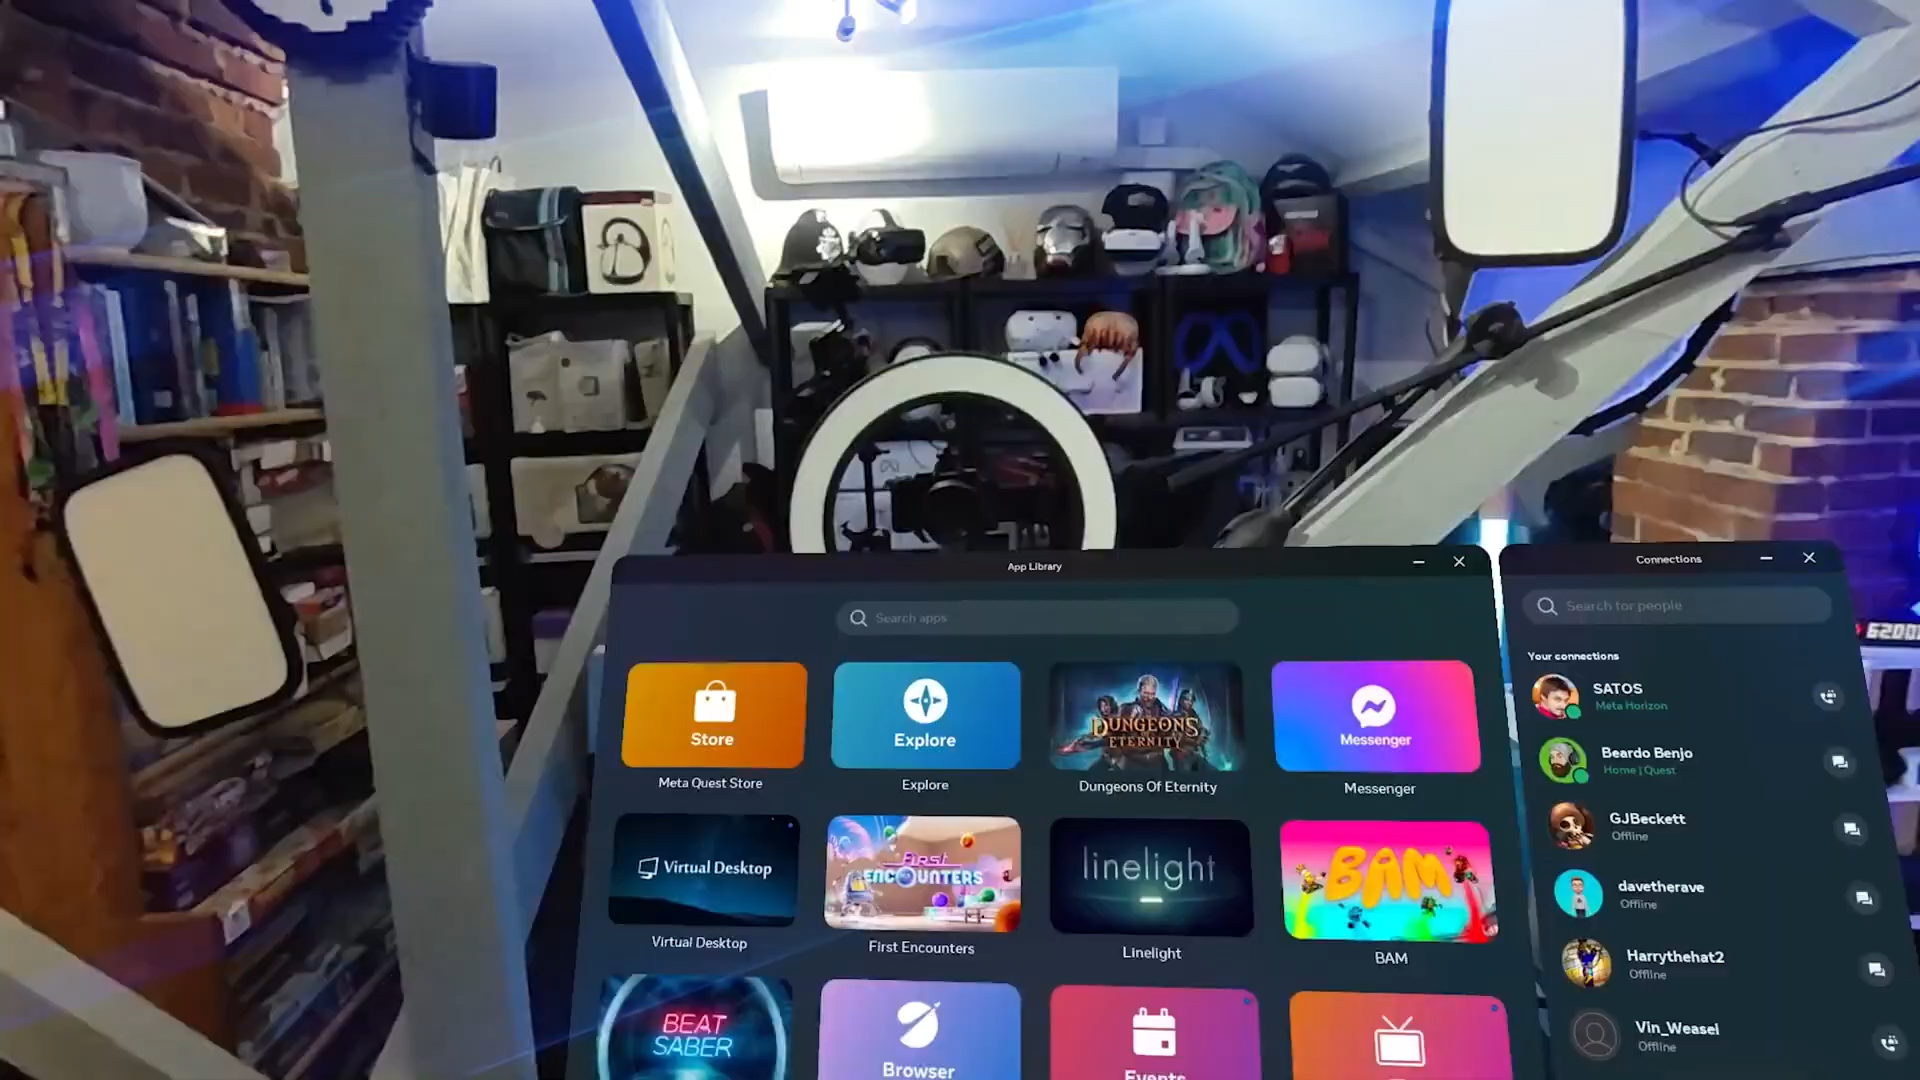 App Library
Search apps
Store
Meta Quest Store
Explore
Explore
DUNGEONS OF ETERNITY
Dungeons Of Eternity
Messenger
Messenger
Virtual Desktop
Virtual Desktop
First ENCOUNTERS
First Encounters
linelight
Linelight
BAM
BAM
BEAT
SABER
Browser
Events
Connections
Search for people
Your connections
SATOS
Meta Horizon
Beardo Benjo
Home | Quest
GJBeckett
Offline
davetherave
Offline
Harrythehat2
Offline
Vin_Weasel
Offline